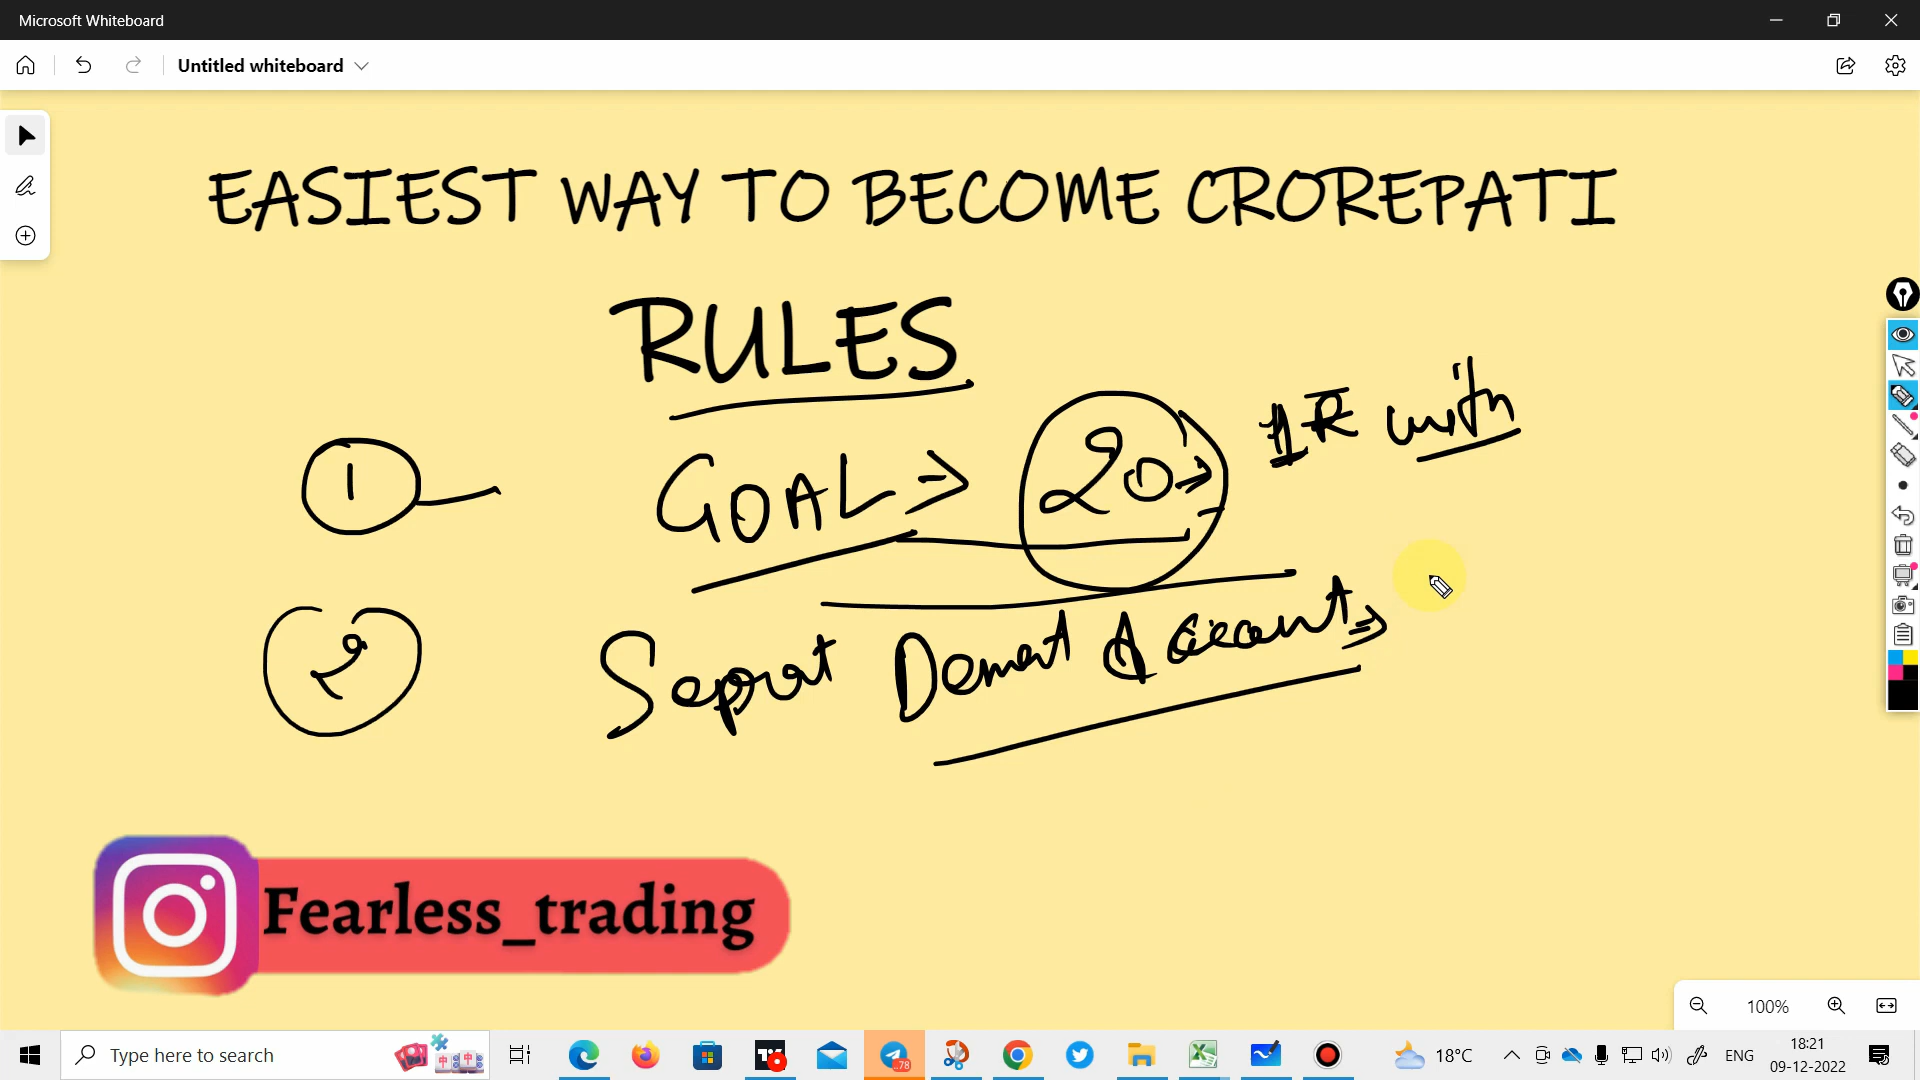 Microsoft Whiteboard
Untitled whiteboard
EASIEST WAY TO BECOME CROREPATI
RULES
1 GOAL => 20 → 1R with
2 Seprat Demat Account =>
Fearless_trading
100%
Type here to search
78
18°C
ENG
18:21
09-12-2022